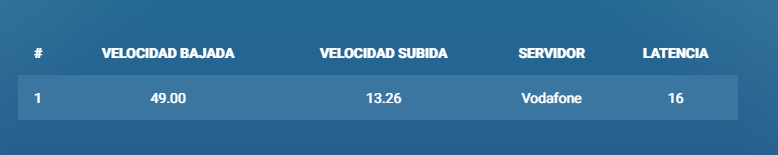 # VELOCIDAD BAJADA VELOCIDAD SUBIDA SERVIDOR LATENCIA
1 49.00 13.26 Vodafone 16